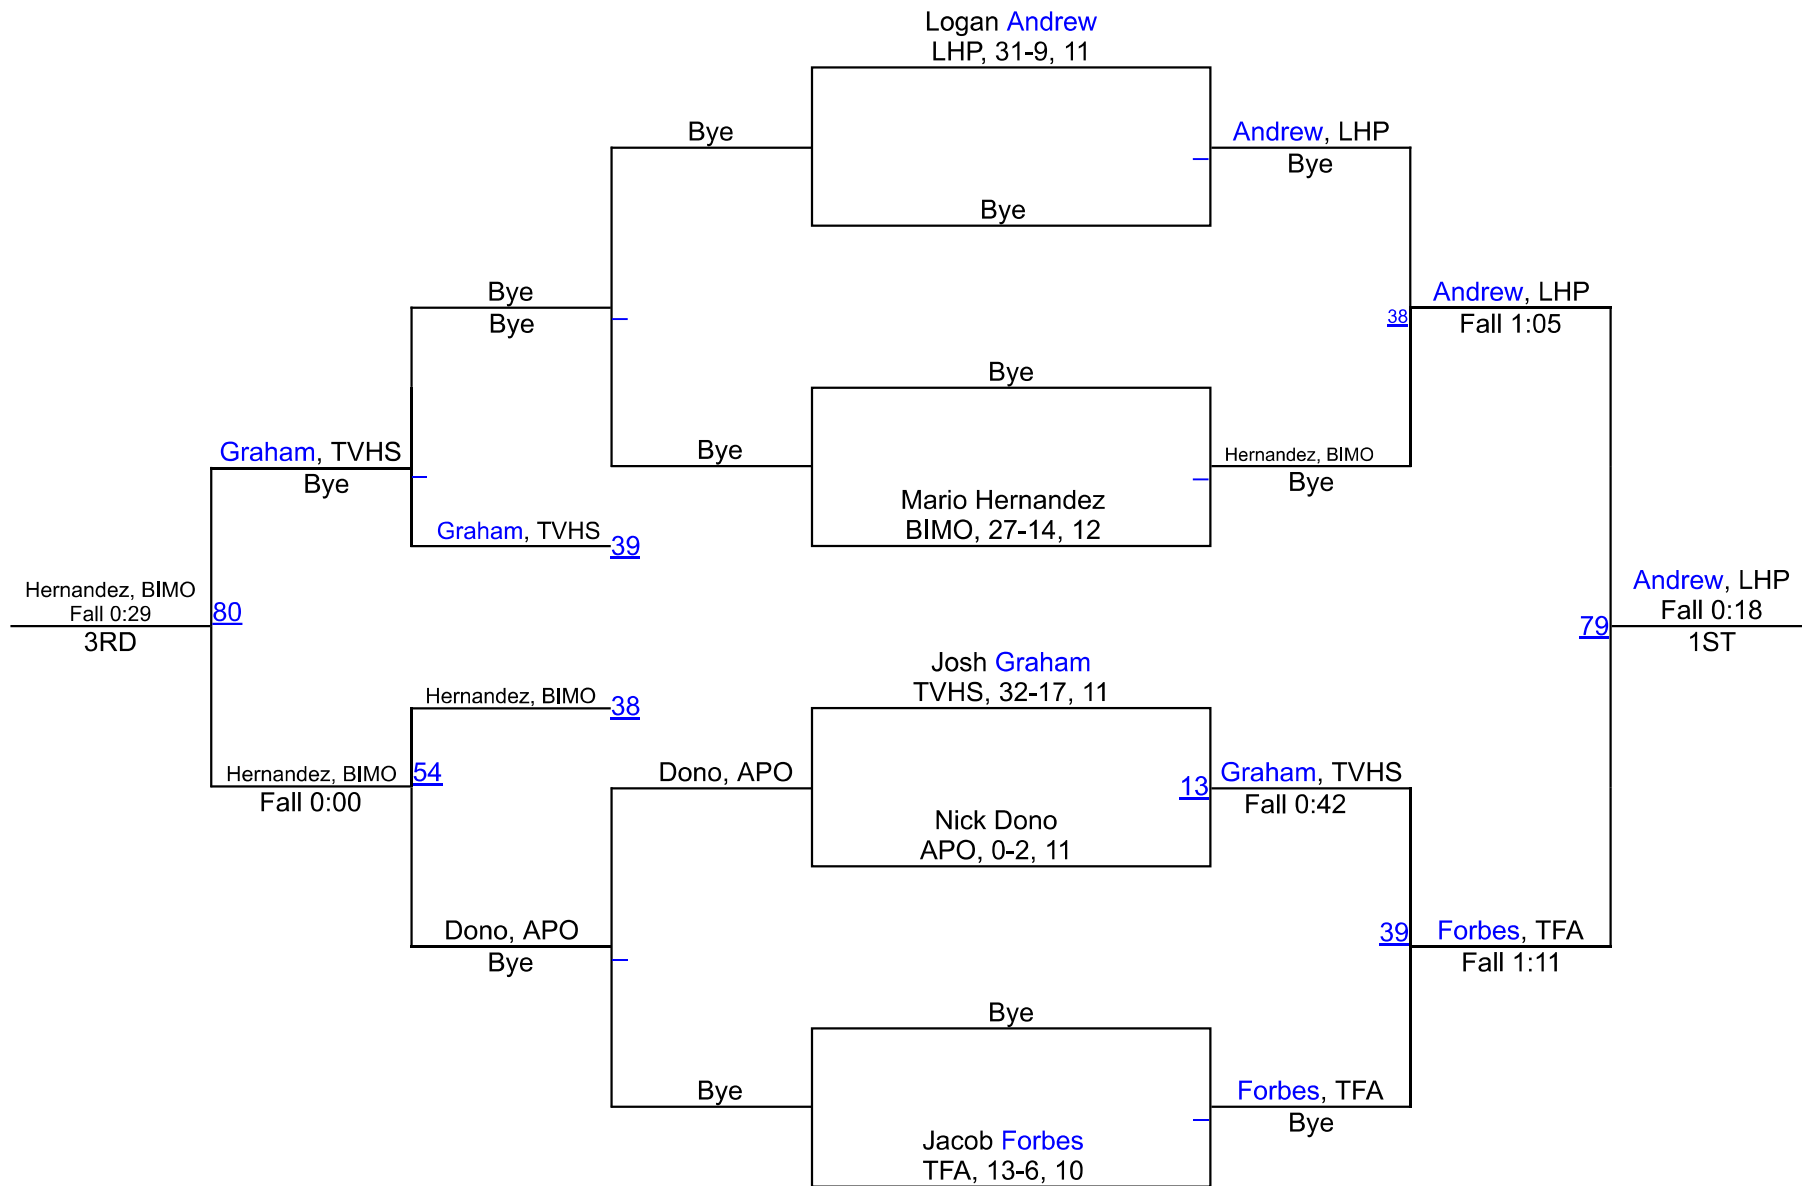 Logan Andrew
LHP, 31-9, 11
Bye
Andrew, LHP
Bye
Bye
Bye
Bye
Andrew, LHP
38
Fall 1:05
Bye
Graham, TVHS
Bye
Bye
Hernandez, BIMO
Bye
Mario Hernandez
BIMO, 27-14, 12
Graham, TVHS
39
Hernandez, BIMO
Fall 0:29
80
3RD
Andrew, LHP
Fall 0:18
79
1ST
Josh Graham
TVHS, 32-17, 11
Hernandez, BIMO
38
Hernandez, BIMO
54
Fall 0:00
Dono, APO
13
Graham, TVHS
Fall 0:42
Nick Dono
APO, 0-2, 11
Dono, APO
Bye
39
Forbes, TFA
Fall 1:11
Bye
Bye
Forbes, TFA
Bye
Jacob Forbes
TFA, 13-6, 10